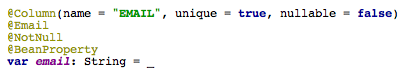 @Column(name = "EMAIL", unique = true, nullable = false)
@Email
@NotNull
@BeanProperty
var email: String = _